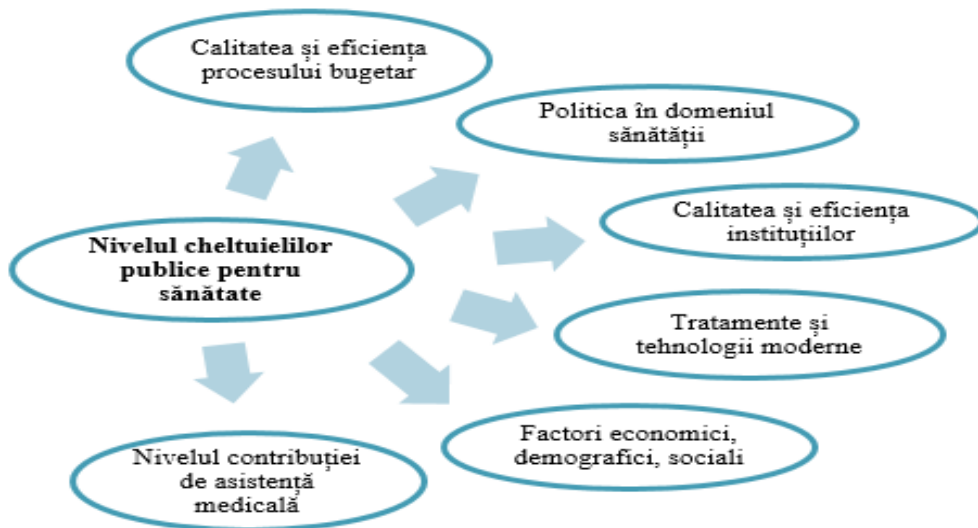 Calitatea și eficiența
procesului bugetar
Politica în domeniul
sănătății
Calitatea și eficiența
instituțiilor
Nivelul cheltuielilor
publice pentru
sănătate
Tratamente și
tehnologii moderne
Factori economici,
demografici, sociali
Nivelul contribuției
de asistență
medicală